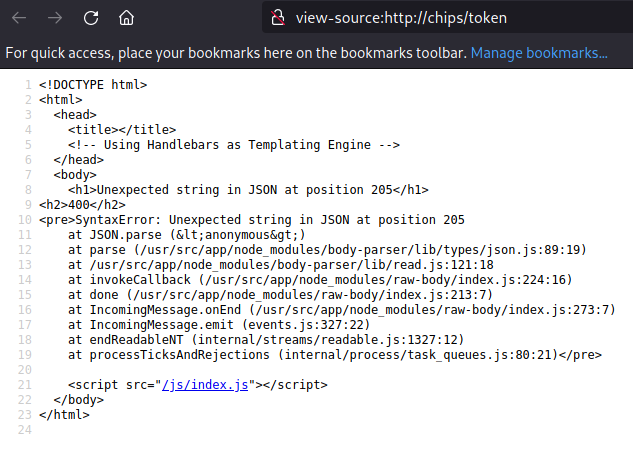 view-source:http://chips/token
For quick access, place your bookmarks here on the bookmarks toolbar. Manage bookmarks...
1 <!DOCTYPE html>
2 <html>
3   <head>
4     <title></title>
5     <!-- Using Handlebars as Templating Engine -->
6   </head>
7   <body>
8     <h1>Unexpected string in JSON at position 205</h1>
9 <h2>400</h2>
10 <pre>SyntaxError: Unexpected string in JSON at position 205
11     at JSON.parse (&lt;anonymous&gt;)
12     at parse (/usr/src/app/node_modules/body-parser/lib/types/json.js:89:19)
13     at /usr/src/app/node_modules/body-parser/lib/read.js:121:18
14     at invokeCallback (/usr/src/app/node_modules/raw-body/index.js:224:16)
15     at done (/usr/src/app/node_modules/raw-body/index.js:213:7)
16     at IncomingMessage.onEnd (/usr/src/app/node_modules/raw-body/index.js:273:7)
17     at IncomingMessage.emit (events.js:327:22)
18     at endReadableNT (internal/streams/readable.js:1327:12)
19     at processTicksAndRejections (internal/process/task_queues.js:80:21)</pre>
20
21     <script src="/js/index.js"></script>
22   </body>
23 </html>
24